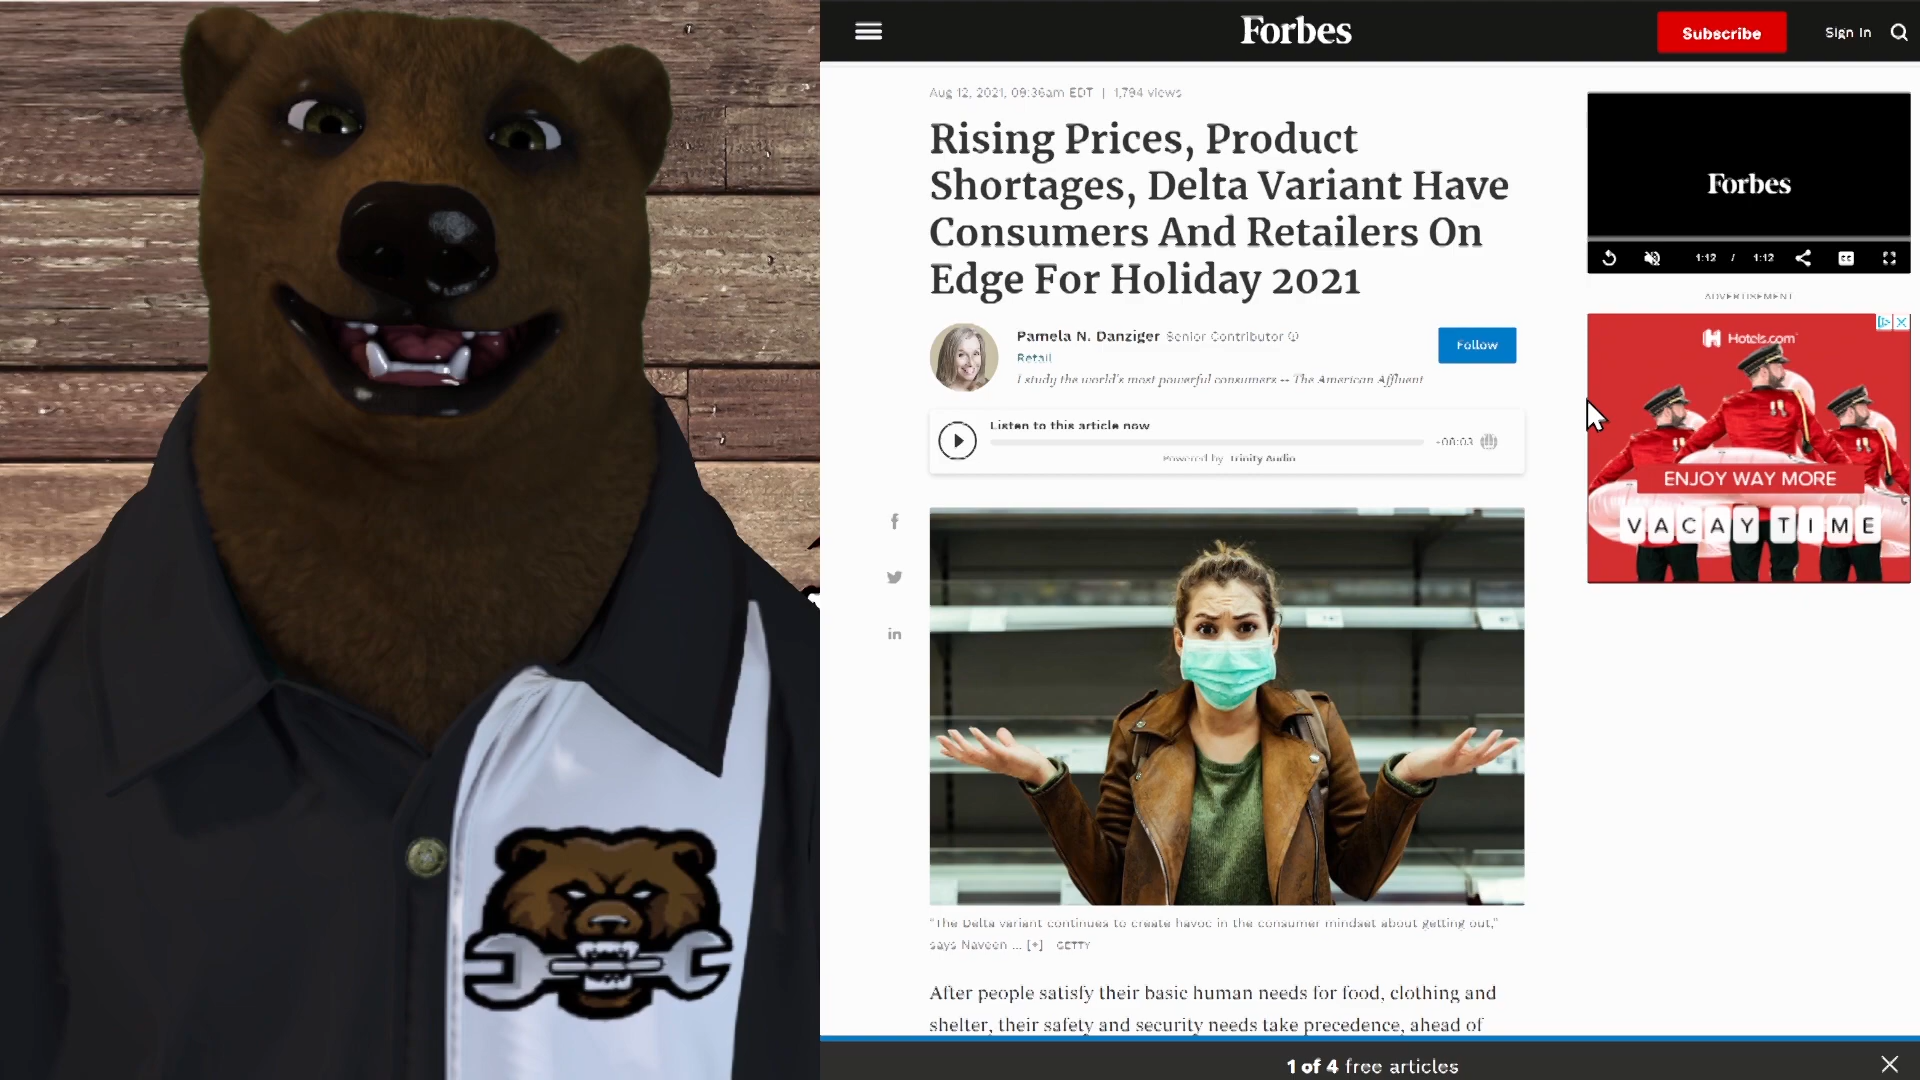 Forbes
Subscribe
Sign In
Aug 12, 2021, 09:36am EDT | 1,794 views
Rising Prices, Product
Shortages, Delta Variant Have
Consumers And Retailers On
Edge For Holiday 2021
Pamela N. Danziger Senior Contributor
Retail
I study the world's most powerful consumers -- The American Affluent
Follow
Listen to this article now
-08:03
Powered by Trinity Audio
"The Delta variant continues to create havoc in the consumer mindset about getting out,"
says Naveen ... [+] GETTY
After people satisfy their basic human needs for food, clothing and
shelter, their safety and security needs take precedence, ahead of
Forbes
1:12 / 1:12
CC
ADVERTISEMENT
Hotels.com
ENJOY WAY MORE
VACAY TIME
1 of 4 free articles